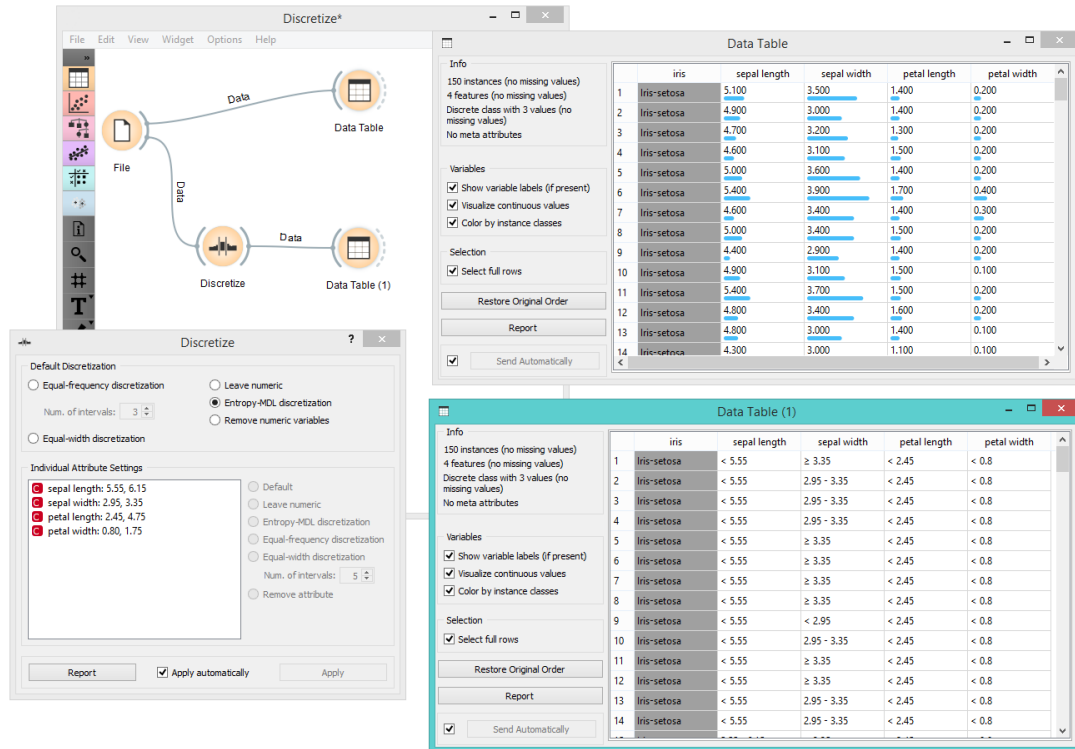 Discretize*
File Edit View Widget Options Help
Data
Data Table
File
Data
Discretize
Data
Data Table (1)
T
Data Table
Info
150 instances (no missing values)
4 features (no missing values)
Discrete class with 3 values (no
missing values)
No meta attributes
Variables
Show variable labels (if present)
Visualize continuous values
Color by instance classes
Selection
Select full rows
Restore Original Order
Report
Send Automatically
iris sepal length sepal width petal length petal width
1 Iris-setosa 5.100 3.500 1.400 0.200
2 Iris-setosa 4.900 3.000 1.400 0.200
3 Iris-setosa 4.700 3.200 1.300 0.200
4 Iris-setosa 4.600 3.100 1.500 0.200
5 Iris-setosa 5.000 3.600 1.400 0.200
6 Iris-setosa 5.400 3.900 1.700 0.400
7 Iris-setosa 4.600 3.400 1.400 0.300
8 Iris-setosa 5.000 3.400 1.500 0.200
9 Iris-setosa 4.400 2.900 1.400 0.200
10 Iris-setosa 4.900 3.100 1.500 0.100
11 Iris-setosa 5.400 3.700 1.500 0.200
12 Iris-setosa 4.800 3.400 1.600 0.200
13 Iris-setosa 4.800 3.000 1.400 0.100
14 Iris-setosa 4.300 3.000 1.100 0.100
Discretize ?
Default Discretization
Equal-frequency discretization
Num. of intervals: 3
Equal-width discretization
Leave numeric
Entropy-MDL discretization
Remove numeric variables
Individual Attribute Settings
C sepal length: 5.55, 6.15
C sepal width: 2.95, 3.35
C petal length: 2.45, 4.75
C petal width: 0.80, 1.75
Default
Leave numeric
Entropy-MDL discretization
Equal-frequency discretization
Equal-width discretization
Num. of intervals: 5
Remove attribute
Report
Apply automatically
Apply
Data Table (1)
Info
150 instances (no missing values)
4 features (no missing values)
Discrete class with 3 values (no
missing values)
No meta attributes
Variables
Show variable labels (if present)
Visualize continuous values
Color by instance classes
Selection
Select full rows
Restore Original Order
Report
Send Automatically
iris sepal length sepal width petal length petal width
1 Iris-setosa < 5.55 ≥ 3.35 < 2.45 < 0.8
2 Iris-setosa < 5.55 2.95 - 3.35 < 2.45 < 0.8
3 Iris-setosa < 5.55 2.95 - 3.35 < 2.45 < 0.8
4 Iris-setosa < 5.55 2.95 - 3.35 < 2.45 < 0.8
5 Iris-setosa < 5.55 ≥ 3.35 < 2.45 < 0.8
6 Iris-setosa < 5.55 ≥ 3.35 < 2.45 < 0.8
7 Iris-setosa < 5.55 ≥ 3.35 < 2.45 < 0.8
8 Iris-setosa < 5.55 ≥ 3.35 < 2.45 < 0.8
9 Iris-setosa < 5.55 < 2.95 < 2.45 < 0.8
10 Iris-setosa < 5.55 2.95 - 3.35 < 2.45 < 0.8
11 Iris-setosa < 5.55 ≥ 3.35 < 2.45 < 0.8
12 Iris-setosa < 5.55 ≥ 3.35 < 2.45 < 0.8
13 Iris-setosa < 5.55 2.95 - 3.35 < 2.45 < 0.8
14 Iris-setosa < 5.55 2.95 - 3.35 < 2.45 < 0.8